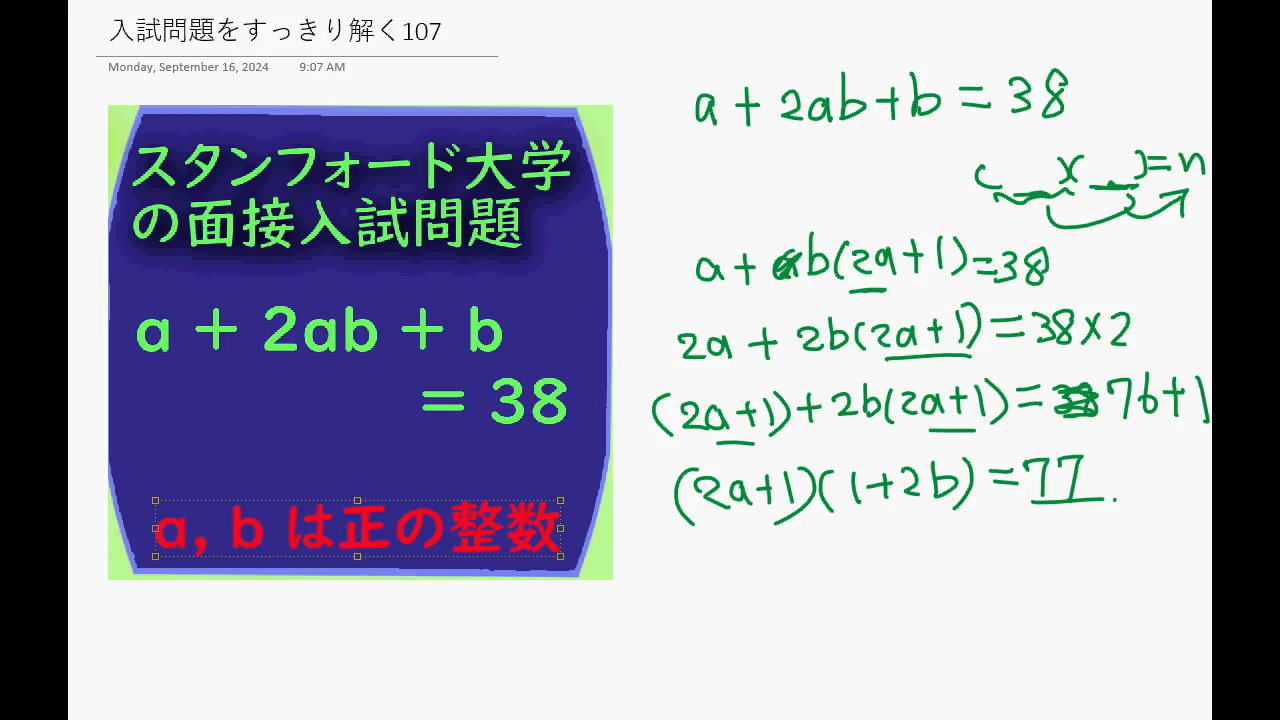 入試問題をすっきり解く107
Monday, September 16, 2024 9:07 AM
スタンフォード大学
の面接入試問題
a + 2ab + b
= 38
a, b は正の整数
a + 2ab + b = 38
( × ) = n
a + b(2a+1) = 38
2a + 2b(2a+1) = 38×2
(2a+1) + 2b(2a+1) = 76+1
(2a+1)(1+2b) = 77.